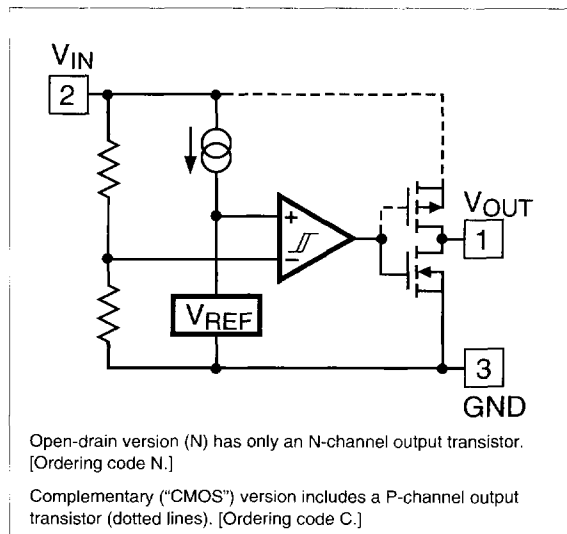 VIN
2
VOUT
+
1
−
VREF
3
GND
Open-drain version (N) has only an N-channel output transistor.
[Ordering code N.]
Complementary (“CMOS”) version includes a P-channel output
transistor (dotted lines). [Ordering code C.]